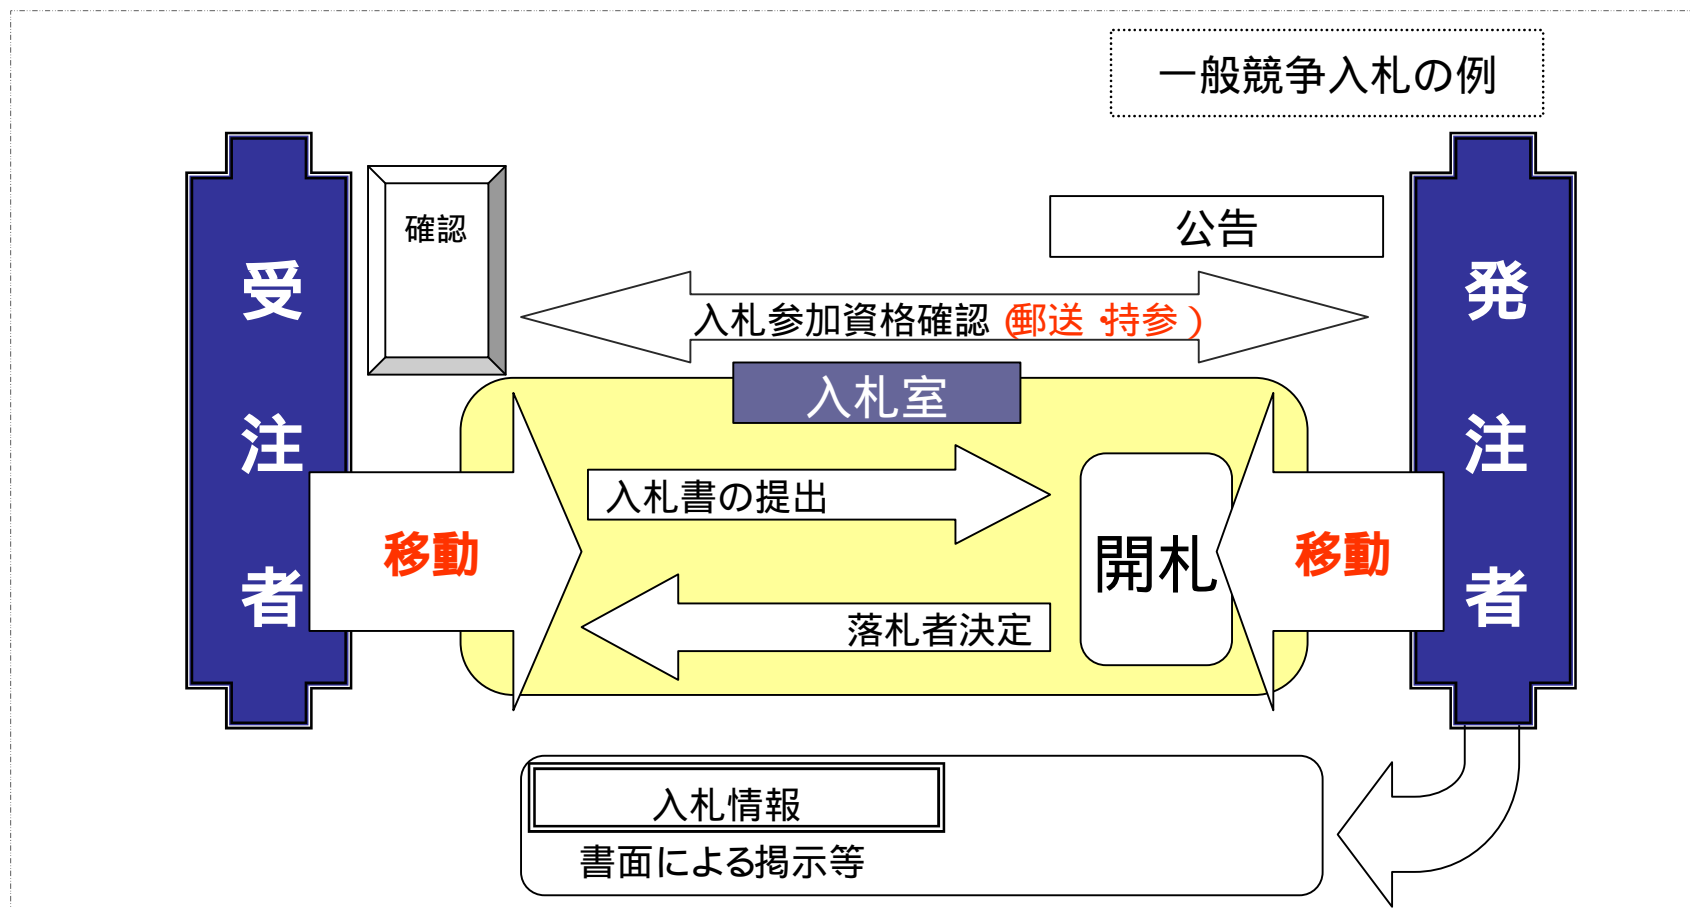 一般競争入札の例
受注者
発注者
確認
公告
入札参加資格確認（郵送・持参）
入札室
入札書の提出
移動
開札
移動
落札者決定
入札情報
書面による掲示等